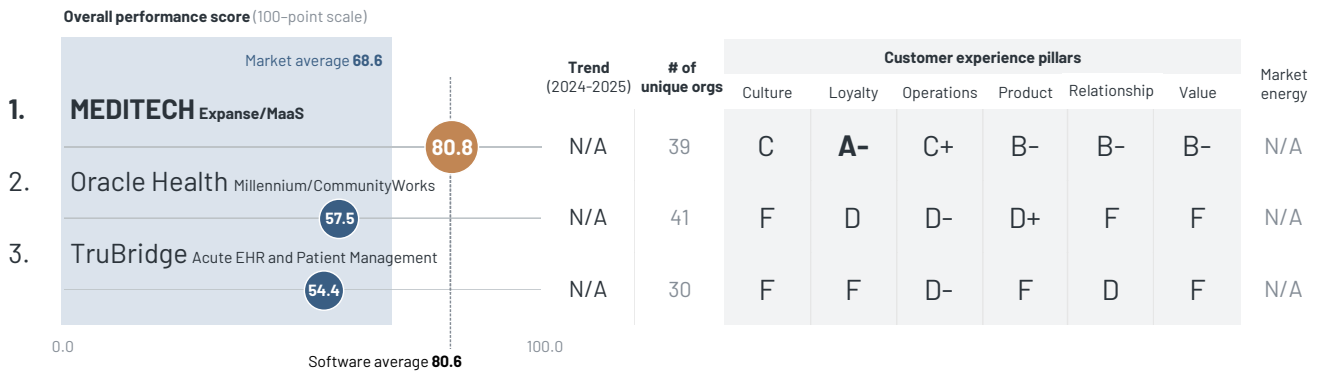 Overall performance score (100-point scale)
Market average 68.6
Trend (2024-2025)
# of unique orgs
Customer experience pillars
Culture Loyalty Operations Product Relationship Value
Market energy
1. MEDITECH Expanse/MaaS
80.8 N/A 39 C A- C+ B- B- B- N/A
2. Oracle Health Millennium/CommunityWorks
57.5 N/A 41 F D D- D+ F F N/A
3. TruBridge Acute EHR and Patient Management
54.4 N/A 30 F F D- F D F N/A
0.0 100.0
Software average 80.6